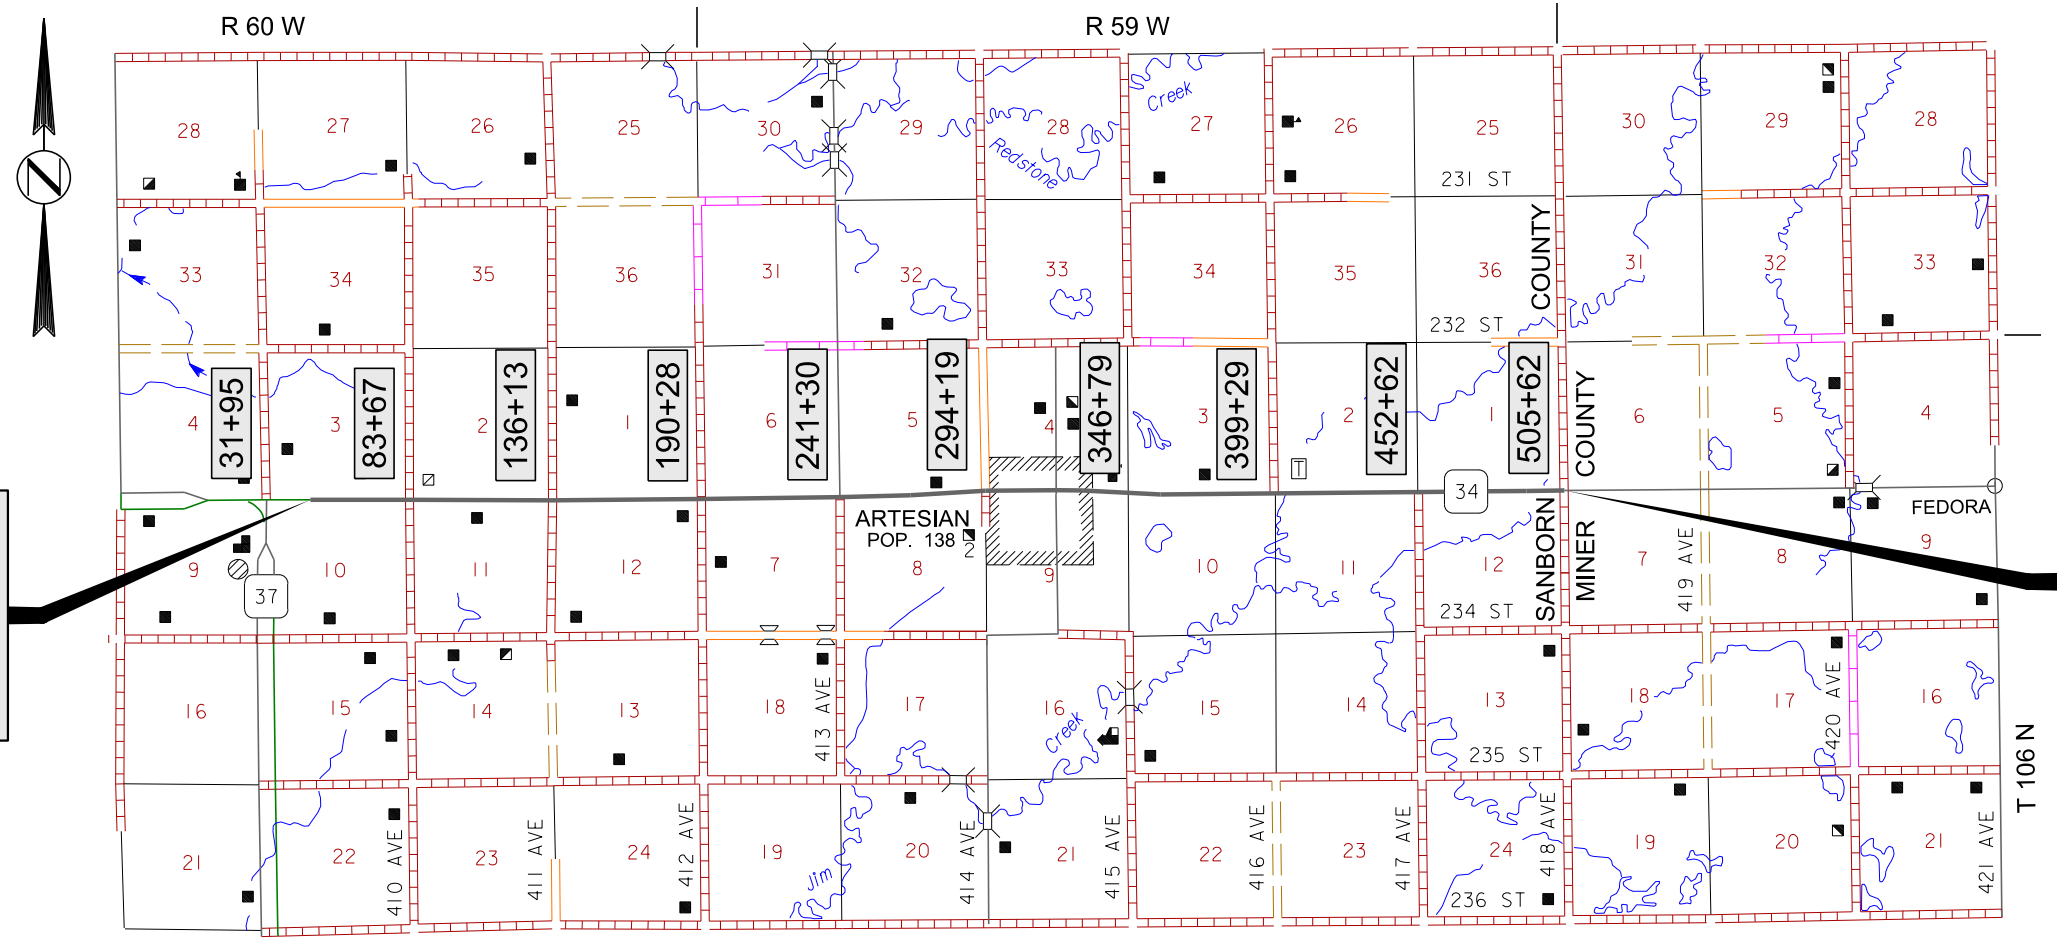 R 60 W
R 59 W
N
28
27
26
25
30
29
28
27
26
25
30
29
28
Creek
Redstone
231 ST
33
34
35
36
31
32
33
34
35
36
31
32
33
COUNTY
232 ST
4
31+95
3
83+67
2
136+13
1
190+28
6
241+30
5
294+19
4
346+79
3
399+29
2
452+62
1
505+62
COUNTY
6
5
4
T
34
ARTESIAN
POP. 138
2
FEDORA
SANBORN
MINER
9
10
11
12
7
8
9
10
11
12
7
8
9
37
419 AVE
234 ST
16
15
14
13
18
17
16
15
14
13
18
17
16
413 AVE
Creek
235 ST
420 AVE
T 106 N
21
22
23
24
19
20
21
22
23
24
19
20
21
410 AVE
411 AVE
412 AVE
Jim
414 AVE
415 AVE
416 AVE
417 AVE
418 AVE
421 AVE
236 ST